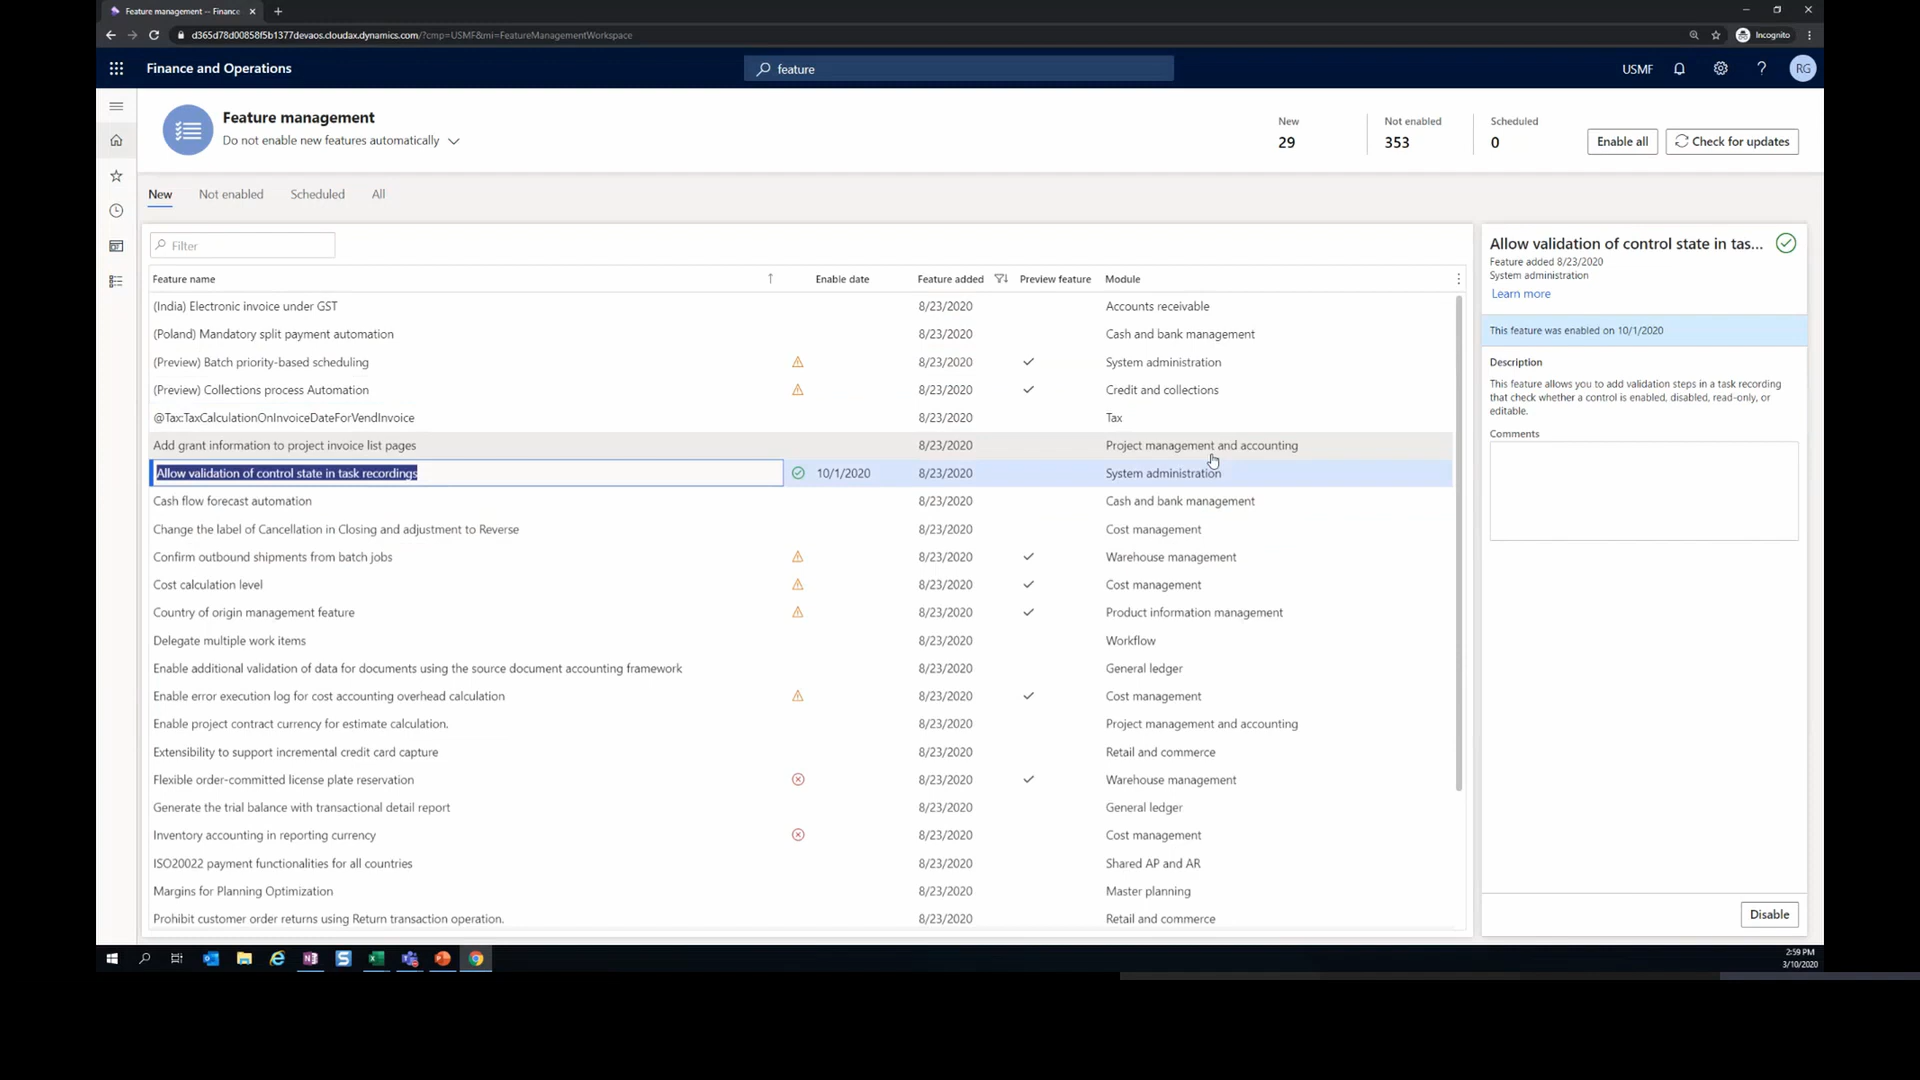 Feature management -- Finance
d365d78d00858f5b1377devaos.cloudax.dynamics.com/?cmp=USMF&mi=FeatureManagementWorkspace
Incognito
Finance and Operations
feature
USMF
RG
Feature management
Do not enable new features automatically
New
29
Not enabled
353
Scheduled
0
Enable all
Check for updates
New Not enabled Scheduled All
Filter
Feature name Enable date Feature added Preview feature Module
(India) Electronic invoice under GST 8/23/2020 Accounts receivable
(Poland) Mandatory split payment automation 8/23/2020 Cash and bank management
(Preview) Batch priority-based scheduling 8/23/2020 System administration
(Preview) Collections process Automation 8/23/2020 Credit and collections
@Tax:TaxCalculationOnInvoiceDateForVendInvoice 8/23/2020 Tax
Add grant information to project invoice list pages 8/23/2020 Project management and accounting
Allow validation of control state in task recordings 10/1/2020 8/23/2020 System administration
Cash flow forecast automation 8/23/2020 Cash and bank management
Change the label of Cancellation in Closing and adjustment to Reverse 8/23/2020 Cost management
Confirm outbound shipments from batch jobs 8/23/2020 Warehouse management
Cost calculation level 8/23/2020 Cost management
Country of origin management feature 8/23/2020 Product information management
Delegate multiple work items 8/23/2020 Workflow
Enable additional validation of data for documents using the source document accounting framework 8/23/2020 General ledger
Enable error execution log for cost accounting overhead calculation 8/23/2020 Cost management
Enable project contract currency for estimate calculation. 8/23/2020 Project management and accounting
Extensibility to support incremental credit card capture 8/23/2020 Retail and commerce
Flexible order-committed license plate reservation 8/23/2020 Warehouse management
Generate the trial balance with transactional detail report 8/23/2020 General ledger
Inventory accounting in reporting currency 8/23/2020 Cost management
ISO20022 payment functionalities for all countries 8/23/2020 Shared AP and AR
Margins for Planning Optimization 8/23/2020 Master planning
Prohibit customer order returns using Return transaction operation. 8/23/2020 Retail and commerce
Allow validation of control state in tas...
Feature added 8/23/2020
System administration
Learn more
This feature was enabled on 10/1/2020
Description
This feature allows you to add validation steps in a task recording
that check whether a control is enabled, disabled, read-only, or
editable.
Comments
Disable
2:59 PM
3/10/2020